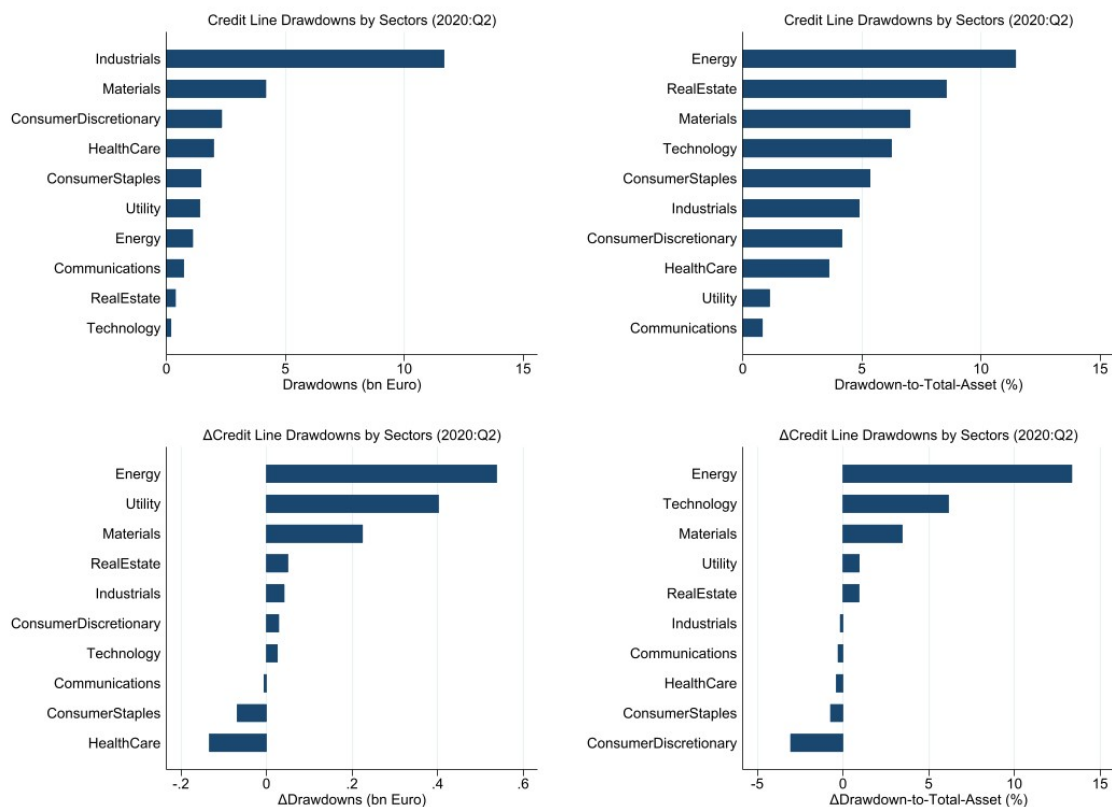 Credit Line Drawdowns by Sectors (2020:Q2)
Industrials
Materials
ConsumerDiscretionary
HealthCare
ConsumerStaples
Utility
Energy
Communications
RealEstate
Technology
0 5 10 15
Drawdowns (bn Euro)
Credit Line Drawdowns by Sectors (2020:Q2)
Energy
RealEstate
Materials
Technology
ConsumerStaples
Industrials
ConsumerDiscretionary
HealthCare
Utility
Communications
0 5 10 15
Drawdown-to-Total-Asset (%)
ΔCredit Line Drawdowns by Sectors (2020:Q2)
Energy
Utility
Materials
RealEstate
Industrials
ConsumerDiscretionary
Technology
Communications
ConsumerStaples
HealthCare
-.2 0 .2 .4 .6
ΔDrawdowns (bn Euro)
ΔCredit Line Drawdowns by Sectors (2020:Q2)
Energy
Technology
Materials
Utility
RealEstate
Industrials
Communications
HealthCare
ConsumerStaples
ConsumerDiscretionary
-5 0 5 10 15
ΔDrawdown-to-Total-Asset (%)